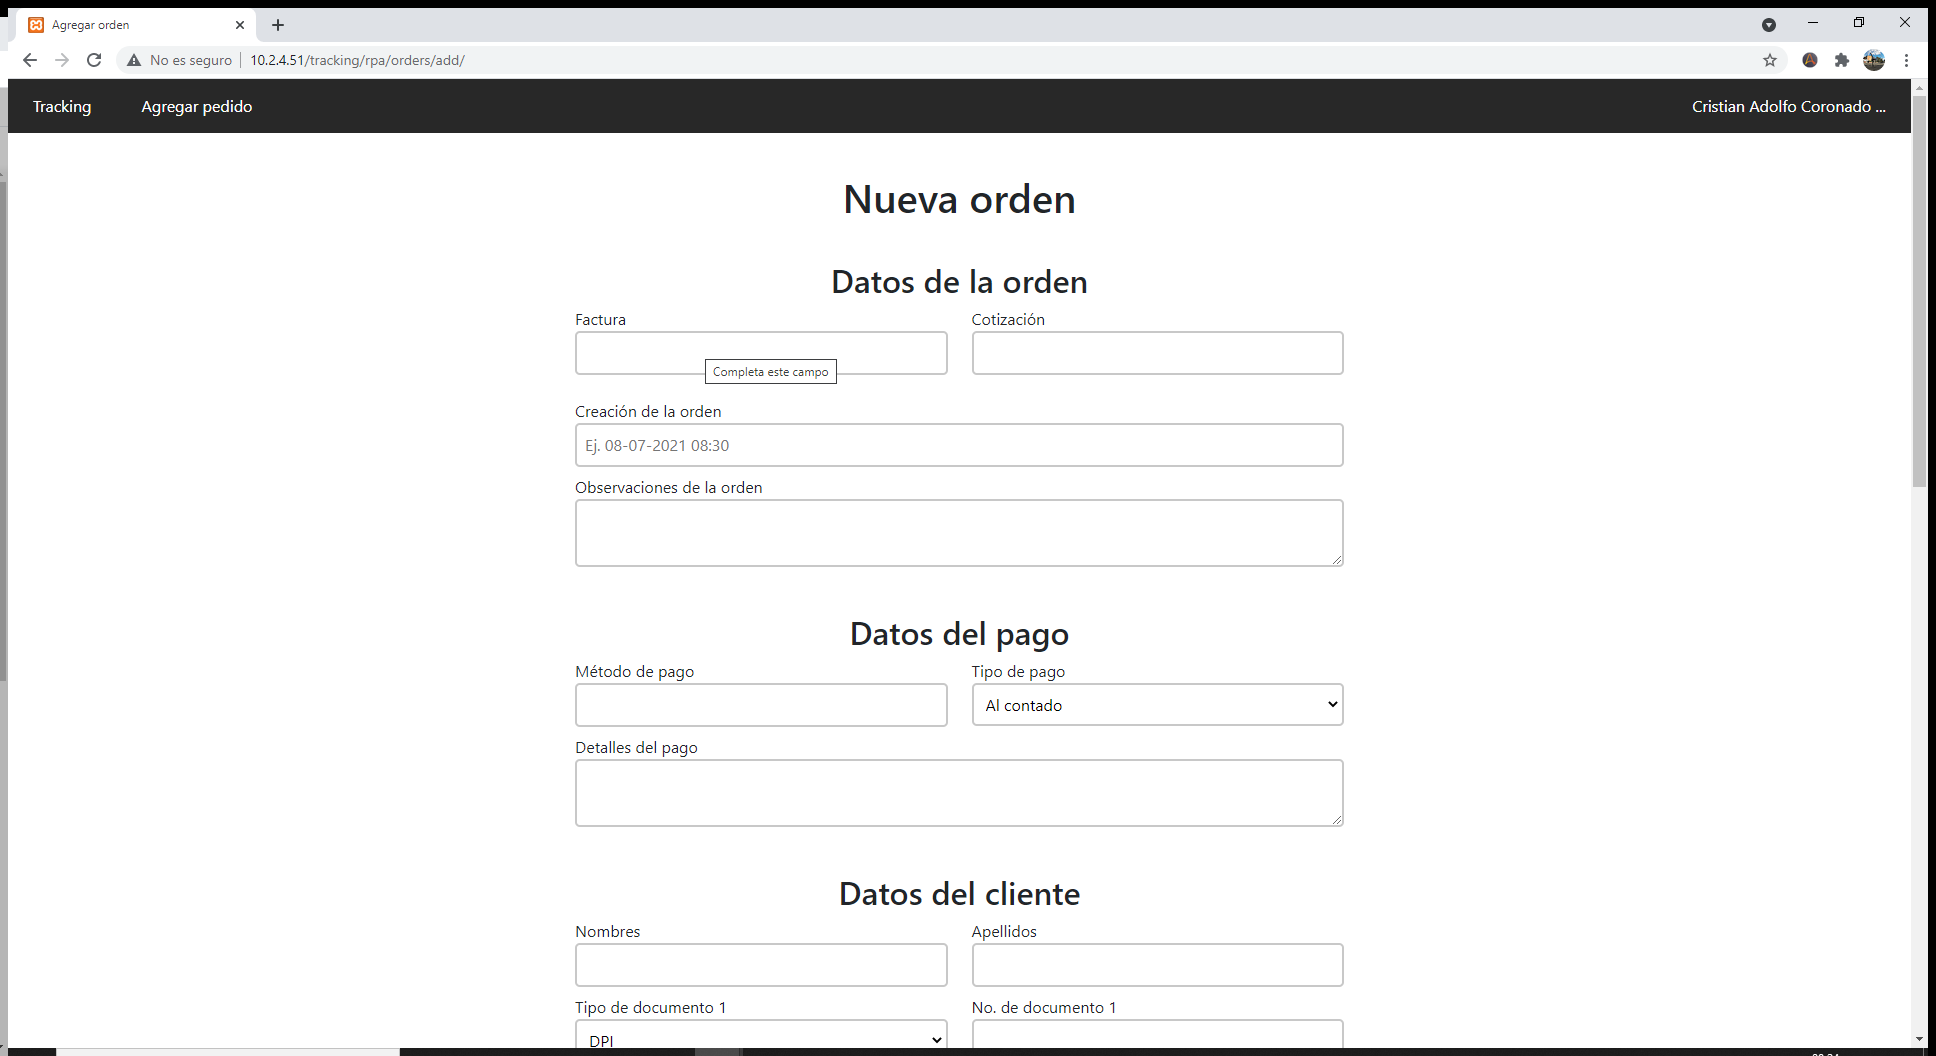 Agregar orden
No es seguro
10.2.4.51/tracking/rpa/orders/add/
Tracking Agregar pedido Cristian Adolfo Coronado ...
Nueva orden
Datos de la orden
Factura Cotización
Completa este campo
Creación de la orden
Ej. 08-07-2021 08:30
Observaciones de la orden
Datos del pago
Método de pago Tipo de pago
Al contado
Detalles del pago
Datos del cliente
Nombres Apellidos
Tipo de documento 1 No. de documento 1
DPI